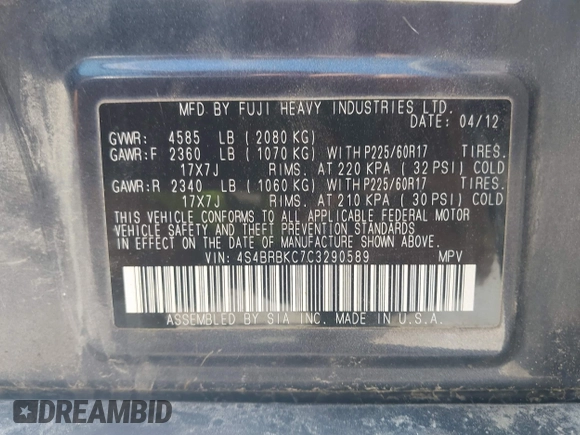 MFD BY FUJI HEAVY INDUSTRIES LTD.
DATE: 04/12
GVWR: 4585 LB ( 2080 KG)
GAWR:F 2360 LB ( 1070 KG) WITH P225/60R17 TIRES.
17X7J RIMS. AT 220 KPA ( 32 PSI) COLD
GAWR:R 2340 LB ( 1060 KG) WITH P225/60R17 TIRES.
17X7J RIMS. AT 210 KPA ( 30 PSI) COLD
THIS VEHICLE CONFORMS TO ALL APPLICABLE FEDERAL MOTOR
VEHICLE SAFETY AND THEFT PREVENTION STANDARDS
IN EFFECT ON THE DATE OF MANUFACTURE SHOWN ABOVE.
VIN: 4S4BRBKC7C3290589 MPV
ASSEMBLED BY SIA INC. MADE IN U.S.A.
DREAMBID